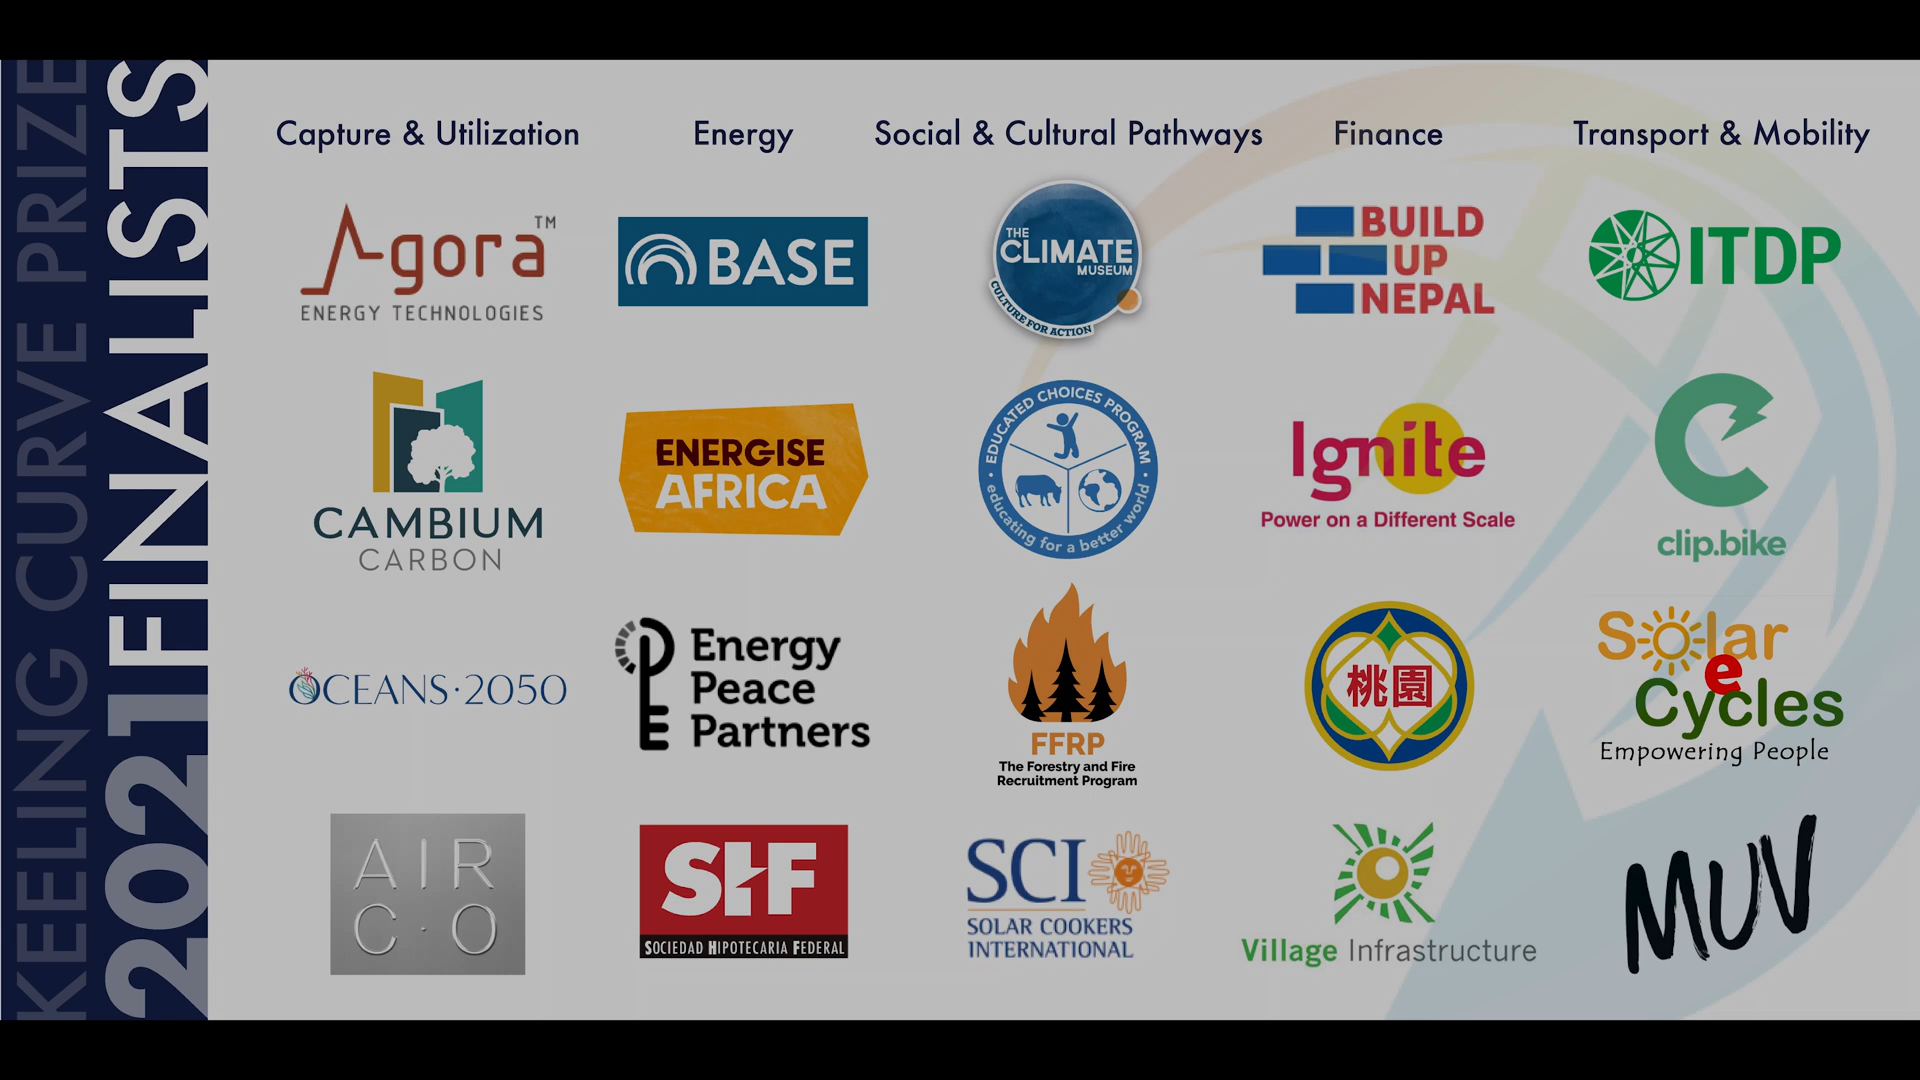 KEELING CURVE PRIZE
2021 FINALISTS
Capture & Utilization
Energy
Social & Cultural Pathways
Finance
Transport & Mobility
Agora™
ENERGY TECHNOLOGIES
BASE
THE
CLIMATE
MUSEUM
CULTURE FOR ACTION
BUILD
UP
NEPAL
ITDP
CAMBIUM
CARBON
ENERGISE
AFRICA
EDUCATED CHOICES PROGRAM
educating for a better world
Ignite
Power on a Different Scale
clip.bike
OCEANS·2050
Energy
Peace
Partners
FFRP
The Forestry and Fire
Recruitment Program
桃園
Solar
e
Cycles
Empowering People
AIR
C·O
SHF
SOCIEDAD HIPOTECARIA FEDERAL
SCI
SOLAR COOKERS
INTERNATIONAL
Village Infrastructure
MUV